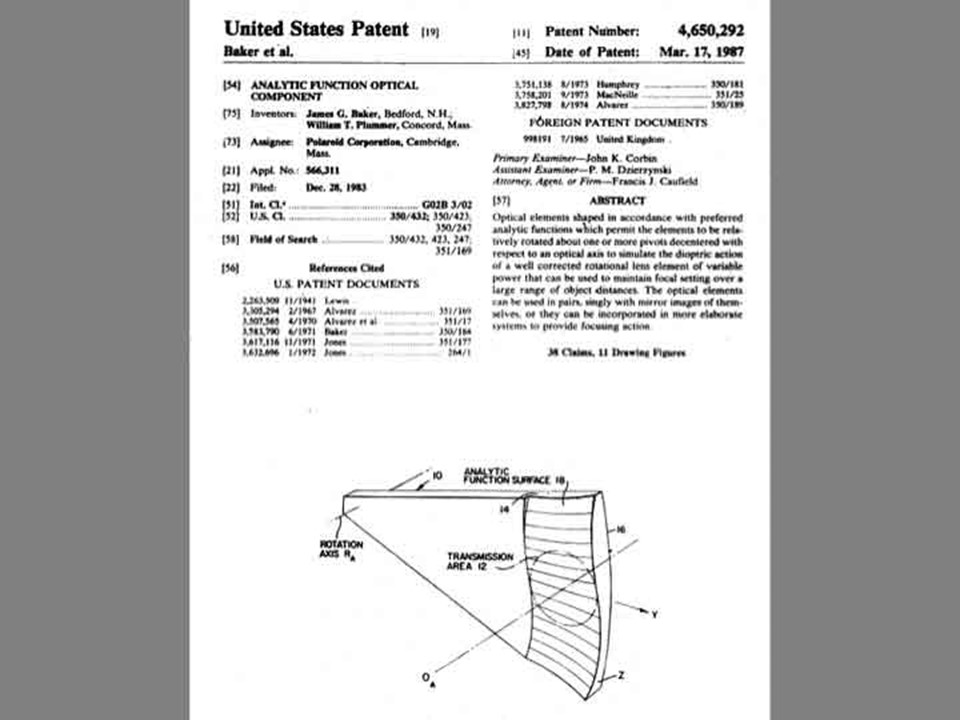 United States Patent [19]
Baker et al.
[11] Patent Number: 4,650,292
[45] Date of Patent: Mar. 17, 1987
[54] ANALYTIC FUNCTION OPTICAL
COMPONENT
[75] Inventors: James G. Baker, Bedford, N.H.;
William T. Plummer, Concord, Mass.
[73] Assignee: Polaroid Corporation, Cambridge,
Mass.
[21] Appl. No.: 566,311
[22] Filed: Dec. 28, 1983
[51] Int. Cl.⁴ ........ G02B 3/02
[52] U.S. Cl. ........ 350/432; 350/423;
350/247
[58] Field of Search ........ 350/432, 423, 247;
351/169
[56] References Cited
U.S. PATENT DOCUMENTS
2,263,509 11/1941 Lewis
3,305,294 2/1967 Alvarez ........ 351/169
3,507,565 4/1970 Alvarez et al. ........ 351/17
3,583,790 6/1971 Baker ........ 350/184
3,617,116 11/1971 Jones ........ 351/177
3,632,696 1/1972 Jones ........ 264/1
3,751,138 8/1973 Humphrey ........ 350/181
3,758,201 9/1973 MacNeille ........ 351/25
3,827,798 8/1974 Alvarez ........ 350/189
FOREIGN PATENT DOCUMENTS
998191 7/1965 United Kingdom .
Primary Examiner—John K. Corbin
Assistant Examiner—P. M. Dzierzynski
Attorney, Agent, or Firm—Francis J. Caufield
[57] ABSTRACT
Optical elements shaped in accordance with preferred
analytic functions which permit the elements to be rela-
tively rotated about one or more pivots decentered with
respect to an optical axis to simulate the dioptric action
of a well corrected rotational lens element of variable
power that can be used to maintain focal setting over a
large range of object distances. The optical elements
can be used in pairs, singly with mirror images of them-
selves, or they can be incorporated in more elaborate
systems to provide focusing action.
38 Claims, 11 Drawing Figures
10
ANALYTIC
FUNCTION SURFACE 18
14
16
ROTATION
AXIS RA
TRANSMISSION
AREA 12
Y
Z
OA